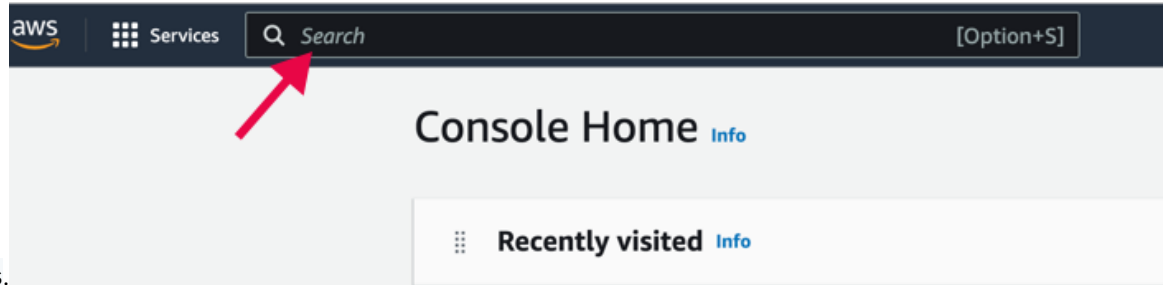 aws Services Search [Option+S]
Console Home Info
Recently visited Info
s.